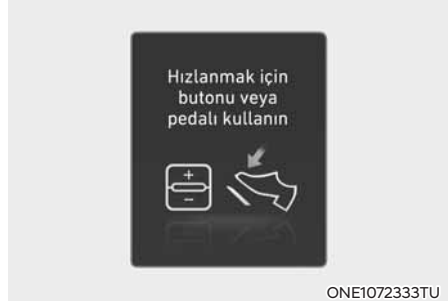 Hızlanmak için
butonu veya
pedalı kullanın
+
-
ONE1072333TU